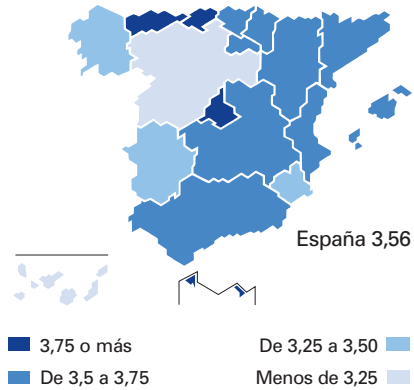 España 3,56
3,75 o más
De 3,25 a 3,50
De 3,5 a 3,75
Menos de 3,25